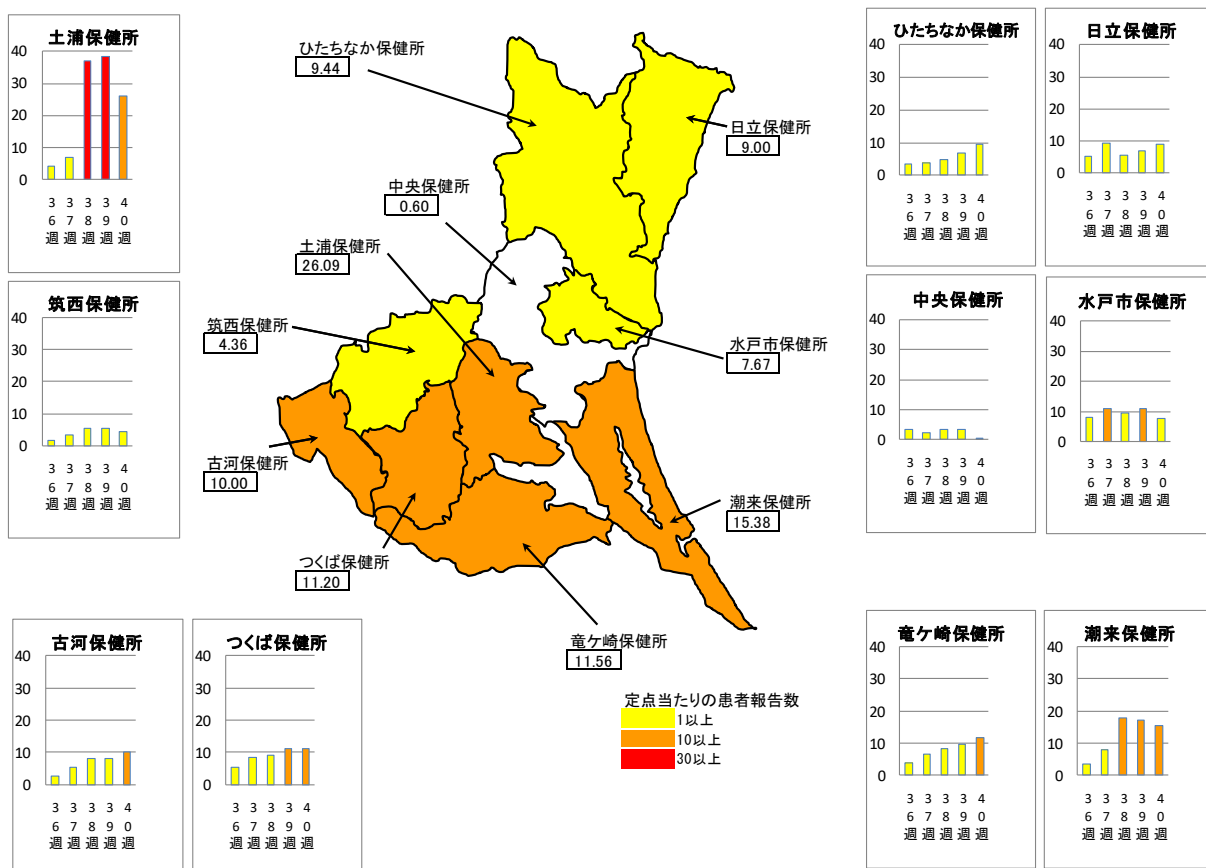 土浦保健所
40
30
20
10
0
36週
37週
38週
39週
40週
筑西保健所
40
30
20
10
0
36週
37週
38週
39週
40週
ひたちなか保健所
9.44
日立保健所
9.00
中央保健所
0.60
土浦保健所
26.09
筑西保健所
4.36
水戸市保健所
7.67
古河保健所
10.00
潮来保健所
15.38
つくば保健所
11.20
竜ケ崎保健所
11.56
定点当たりの患者報告数
1以上
10以上
30以上
ひたちなか保健所
40
30
20
10
0
36週
37週
38週
39週
40週
日立保健所
40
30
20
10
0
36週
37週
38週
39週
40週
中央保健所
40
30
20
10
0
36週
37週
38週
39週
40週
水戸市保健所
40
30
20
10
0
36週
37週
38週
39週
40週
古河保健所
40
30
20
10
0
36週
37週
38週
39週
40週
つくば保健所
40
30
20
10
0
36週
37週
38週
39週
40週
竜ケ崎保健所
40
30
20
10
0
36週
37週
38週
39週
40週
潮来保健所
40
30
20
10
0
36週
37週
38週
39週
40週